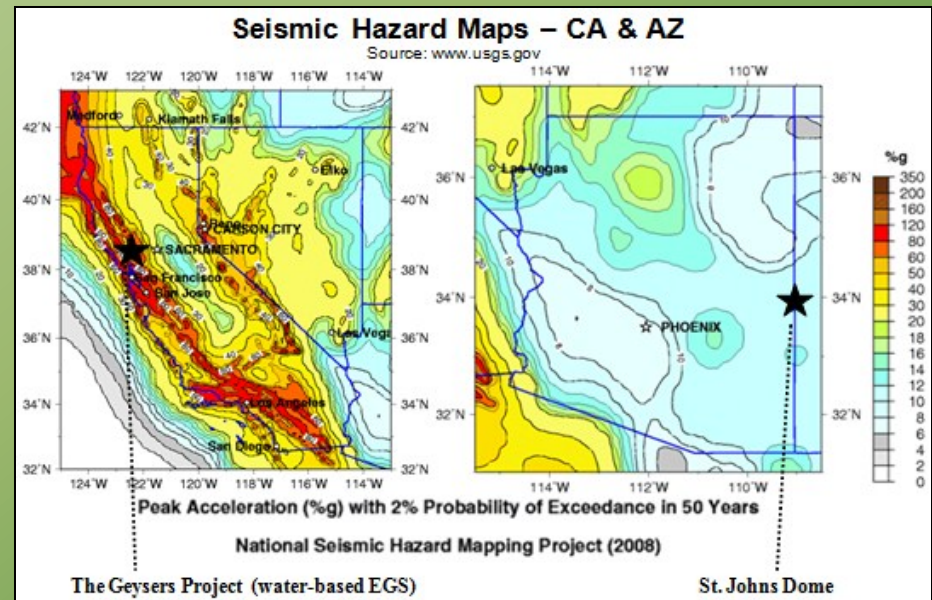 Seismic Hazard Maps – CA & AZ
Source: www.usgs.gov
124˚W 122˚W 120˚W 118˚W 116˚W 114˚W
114˚W 112˚W 110˚W
Medford
Klamath Falls
42˚N
42˚N
Elko
40˚N
40˚N
Reno
CARSON CITY
SACRAMENTO
38˚N
38˚N
San Francisco
San Jose
36˚N
36˚N
Las Vegas
34˚N
34˚N
Los Angeles
San Diego
32˚N
32˚N
124˚W 122˚W 120˚W 118˚W 116˚W 114˚W
Las Vegas
36˚N
36˚N
34˚N
34˚N
PHOENIX
32˚N
32˚N
114˚W 112˚W 110˚W
%g
350
200
160
120
80
60
50
40
30
20
18
16
14
12
10
8
6
4
2
0
Peak Acceleration (%g) with 2% Probability of Exceedance in 50 Years
National Seismic Hazard Mapping Project (2008)
The Geysers Project (water-based EGS)
St. Johns Dome